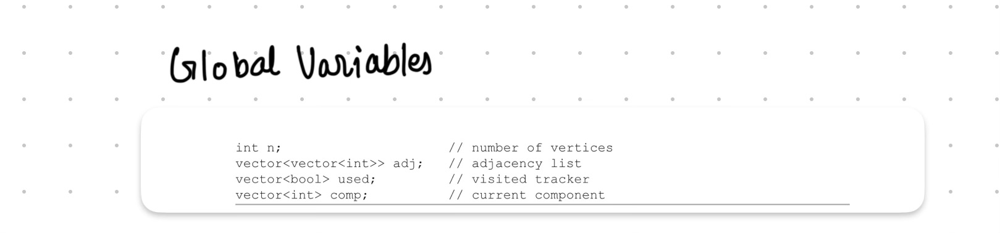 Global Variables
int n;                      // number of vertices
vector<vector<int>> adj;   // adjacency list
vector<bool> used;         // visited tracker
vector<int> comp;          // current component